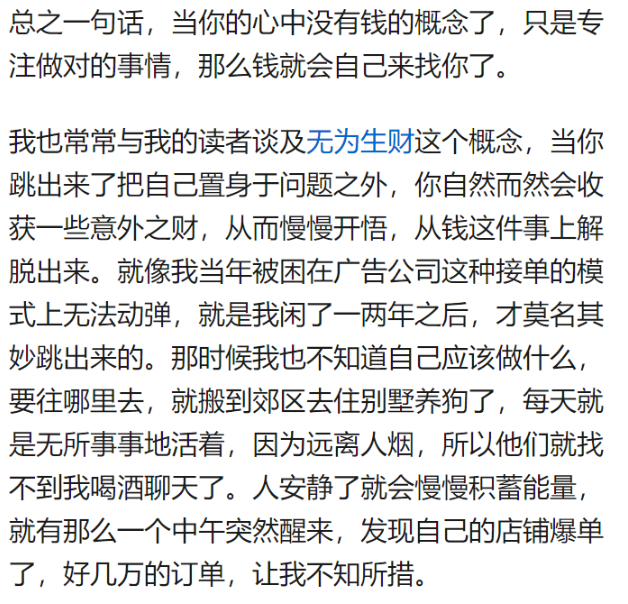 总之一句话，当你的心中没有钱的概念了，只是专
注做对的事情，那么钱就会自己来找你了。
我也常常与我的读者谈及无为生财这个概念，当你
跳出来了把自己置身于问题之外，你自然而然会收
获一些意外之财，从而慢慢开悟，从钱这件事上解
脱出来。就像我当年被困在广告公司这种接单的模
式上无法动弹，就是我闲了一两年之后，才莫名其
妙跳出来的。那时候我也不知道自己应该做什么，
要往哪里去，就搬到郊区去住别墅养狗了，每天就
是无所事事地活着，因为远离人烟，所以他们就找
不到我喝酒聊天了。人安静了就会慢慢积蓄能量，
就有那么一个中午突然醒来，发现自己的店铺爆单
了，好几万的订单，让我不知所措。